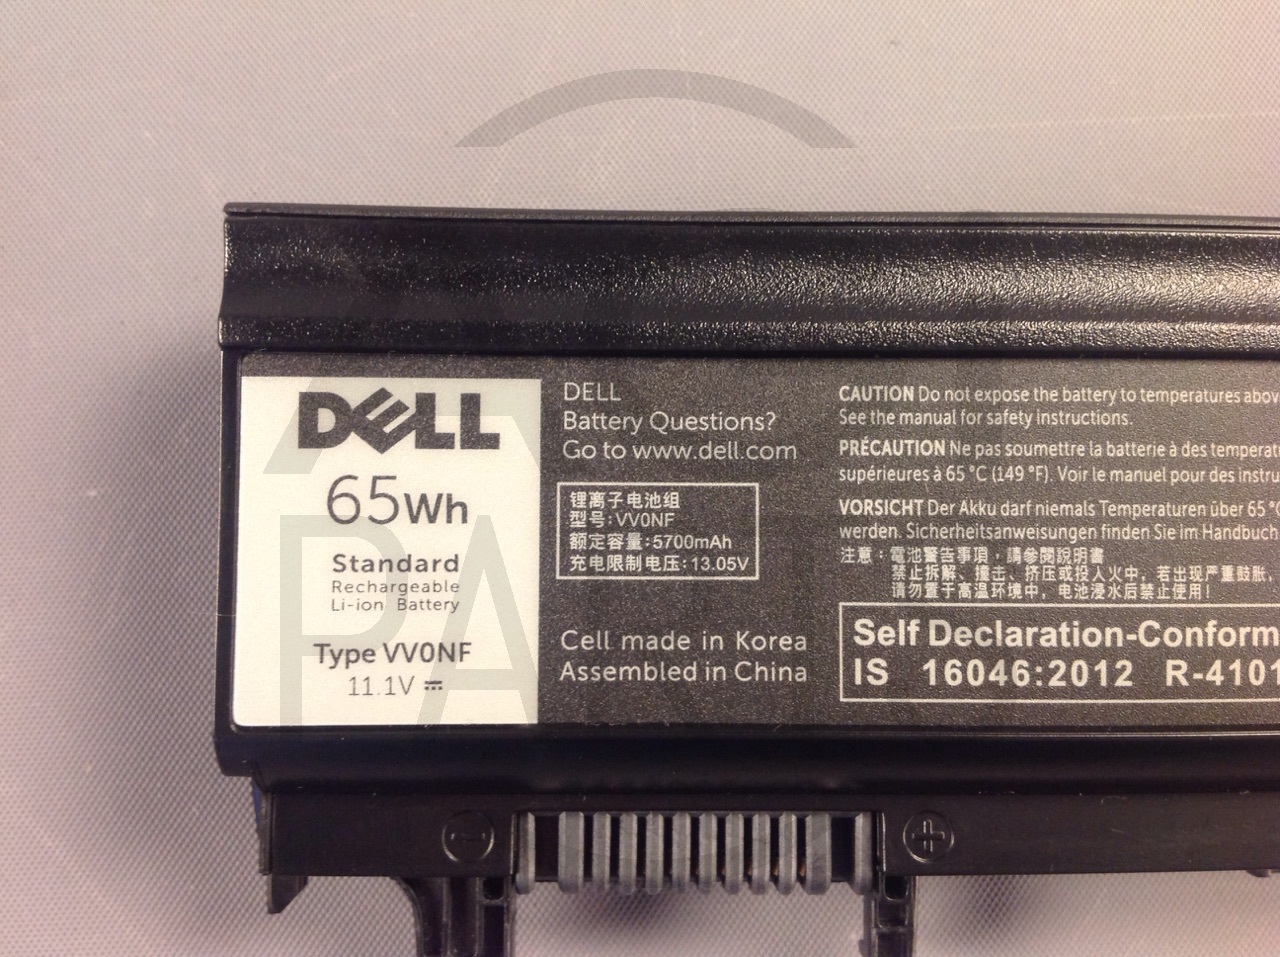 DELL
65Wh
Standard
Rechargeable
Li-ion Battery
Type VV0NF
11.1V
DELL
Battery Questions?
Go to www.dell.com
锂离子电池组
型号:VV0NF
额定容量:5700mAh
充电限制电压:13.05V
Cell made in Korea
Assembled in China
CAUTION Do not expose the battery to temperatures
See the manual for safety instructions.
PRÉCAUTION Ne pas soumettre la batterie à des
supérieures à 65 °C (149 °F). Voir le manuel pour des
VORSICHT Der Akku darf niemals Temperaturen über 65
werden. Sicherheitsanweisungen finden Sie im Handbuch
注意：電池警告事項，請參閱說明書
禁止拆解、撞击、挤压或投入火中，若出现严重鼓胀，
请勿置于高温环境中，电池浸水后禁止使用！
Self Declaration-
IS 16046:2012 R-4101
- +
PA